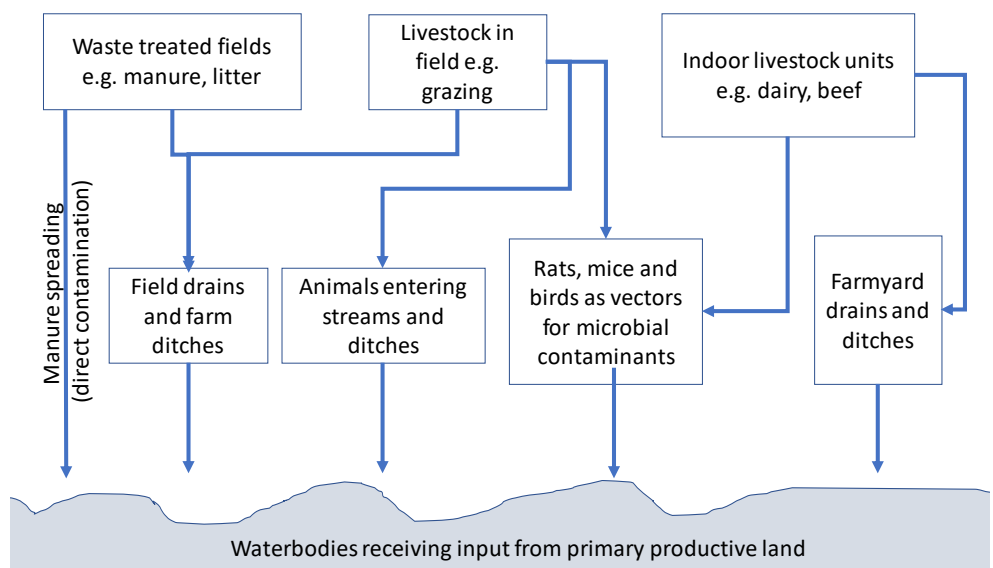 Waste treated fields
e.g. manure, litter
Livestock in
field e.g.
grazing
Indoor livestock units
e.g. dairy, beef
Manure spreading
(direct contamination)
Field drains
and farm
ditches
Animals entering
streams and
ditches
Rats, mice and
birds as vectors
for microbial
contaminants
Farmyard
drains and
ditches
Waterbodies receiving input from primary productive land